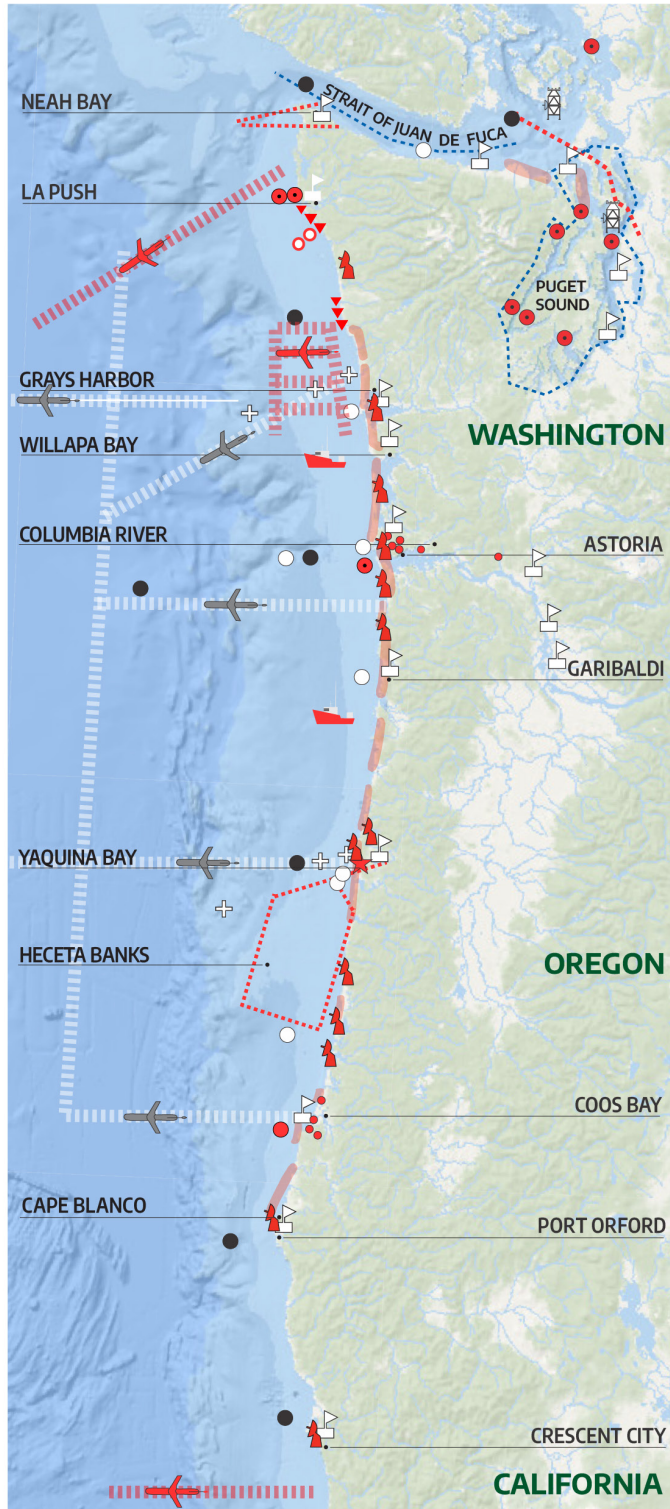 STRAIT OF JUAN DE FUCA
NEAH BAY
LA PUSH
PUGET
SOUND
GRAYS HARBOR
WASHINGTON
WILLAPA BAY
COLUMBIA RIVER
ASTORIA
GARIBALDI
YAQUINA BAY
HECETA BANKS
OREGON
COOS BAY
CAPE BLANCO
PORT ORFORD
CRESCENT CITY
CALIFORNIA